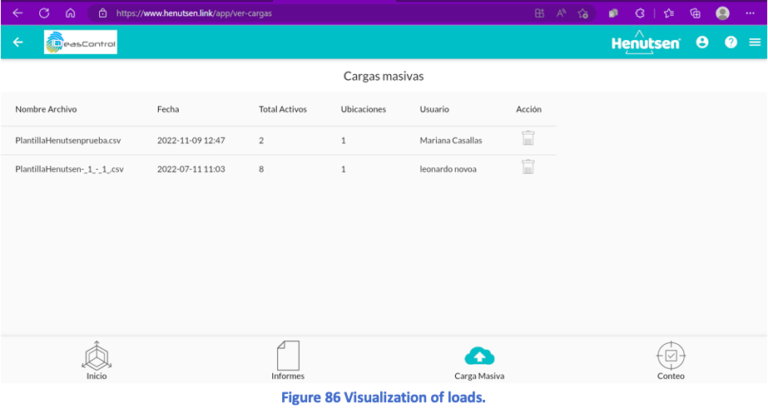 https://www.henutsen.link/app/ver-cargas
easControl
Henutsen
Cargas masivas
Nombre Archivo Fecha Total Activos Ubicaciones Usuario Acción
PlantillaHenutsenprueba.csv 2022-11-09 12:47 2 1 Mariana Casallas
PlantillaHenutsen-_1_-_1_.csv 2022-07-11 11:03 8 1 leonardo novoa
Inicio Informes Carga Masiva Conteo
Figure 86 Visualization of loads.